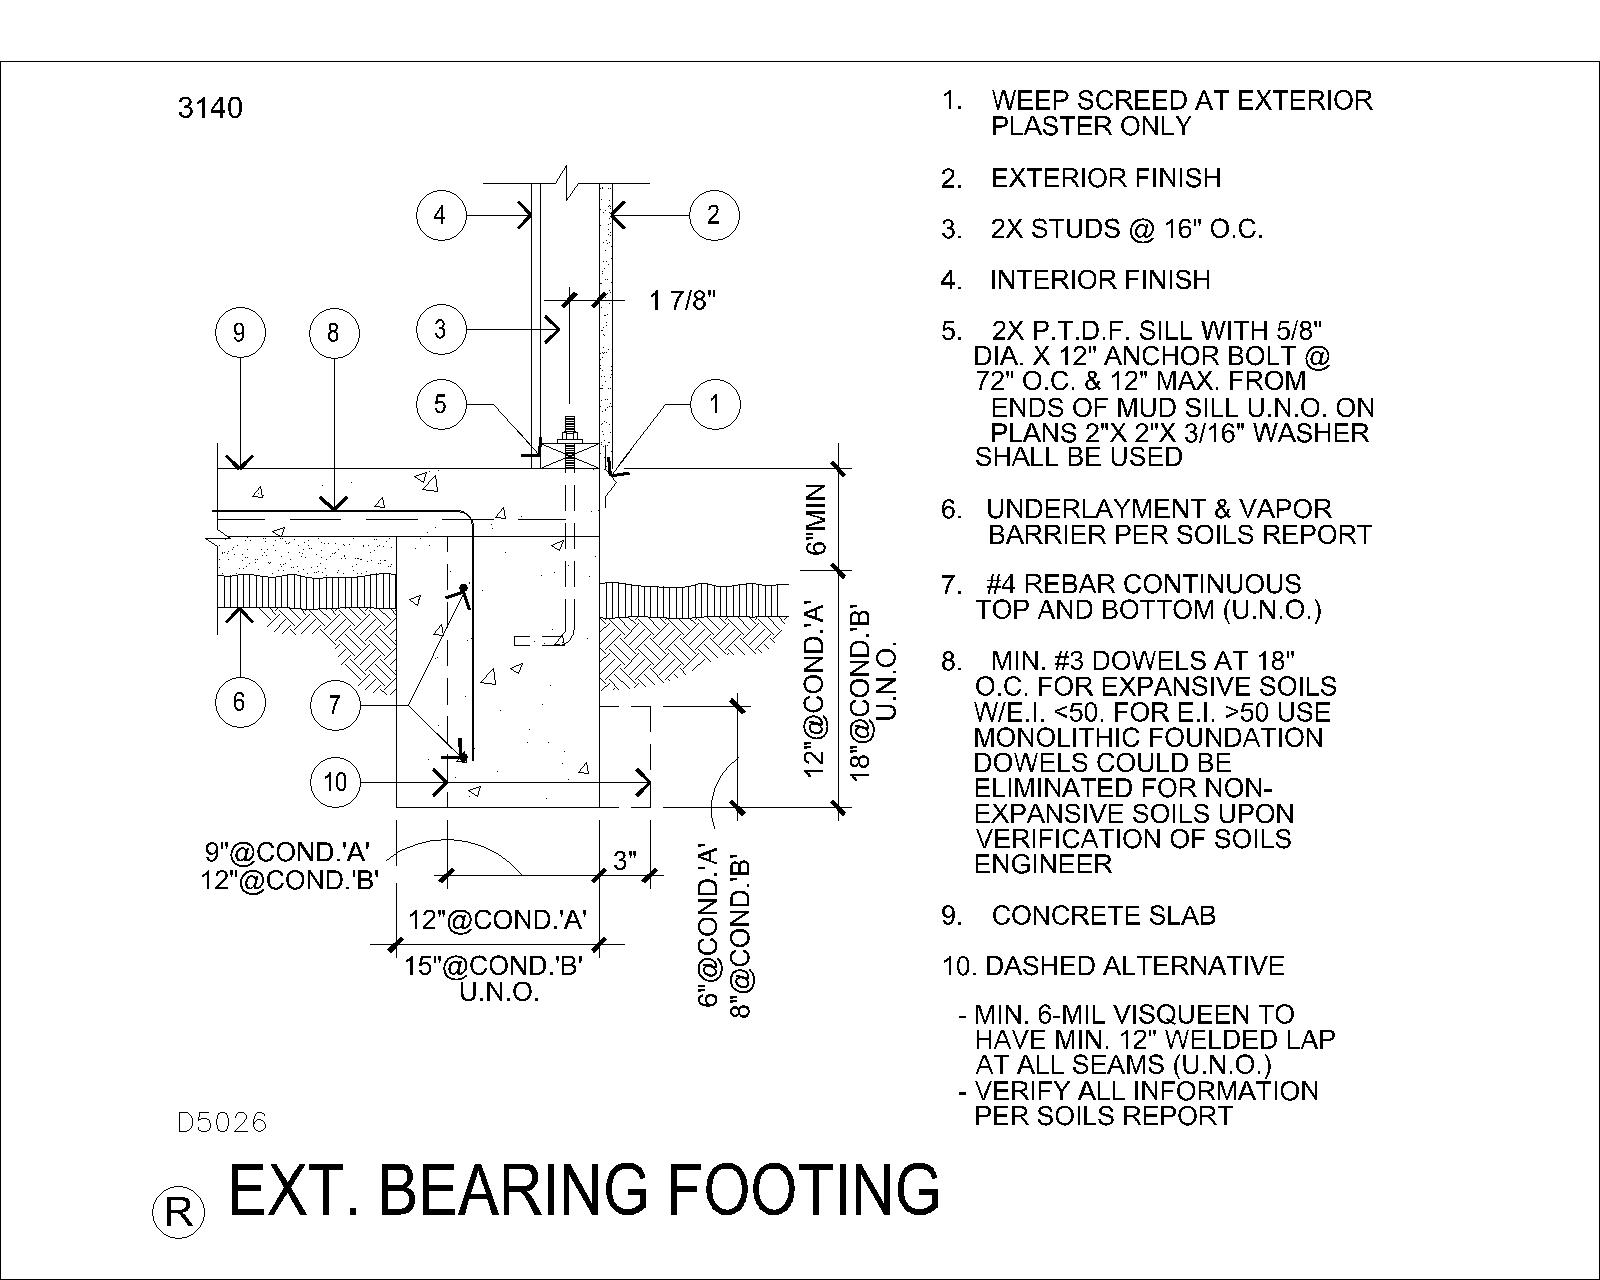 3140
4
2
1 7/8"
9
8
3
5
1
6"MIN
12"@COND.'A'
18"@COND.'B'
U.N.O.
6
7
10
9"@COND.'A'
12"@COND.'B'
3"
12"@COND.'A'
15"@COND.'B'
U.N.O.
6"@COND.'A'
8"@COND.'B'
1. WEEP SCREED AT EXTERIOR
PLASTER ONLY
2. EXTERIOR FINISH
3. 2X STUDS @ 16" O.C.
4. INTERIOR FINISH
5. 2X P.T.D.F. SILL WITH 5/8"
DIA. X 12" ANCHOR BOLT @
72" O.C. & 12" MAX. FROM
ENDS OF MUD SILL U.N.O. ON
PLANS 2"X 2"X 3/16" WASHER
SHALL BE USED
6. UNDERLAYMENT & VAPOR
BARRIER PER SOILS REPORT
7. #4 REBAR CONTINUOUS
TOP AND BOTTOM (U.N.O.)
8. MIN. #3 DOWELS AT 18"
O.C. FOR EXPANSIVE SOILS
W/E.I. <50. FOR E.I. >50 USE
MONOLITHIC FOUNDATION
DOWELS COULD BE
ELIMINATED FOR NON-
EXPANSIVE SOILS UPON
VERIFICATION OF SOILS
ENGINEER
9. CONCRETE SLAB
10. DASHED ALTERNATIVE
- MIN. 6-MIL VISQUEEN TO
HAVE MIN. 12" WELDED LAP
AT ALL SEAMS (U.N.O.)
- VERIFY ALL INFORMATION
PER SOILS REPORT
D5026
R EXT. BEARING FOOTING